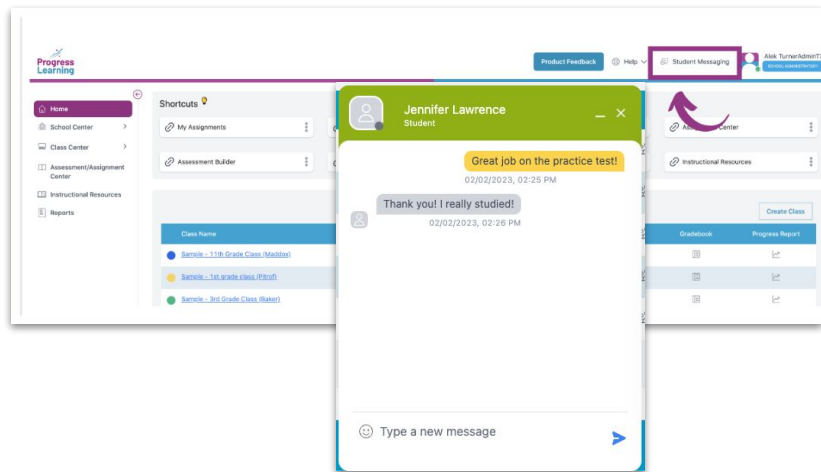 Progress
Learning
Product Feedback
Help
Student Messaging
Alek TurnerAdminT
SCHOOL ADMINISTRATOR
Home
School Center
Class Center
Assessment/Assignment
Center
Instructional Resources
Reports
Shortcuts
My Assignments
Center
Assessment Builder
Instructional Resources
Create Class
Class Name
Gradebook
Progress Report
Sample - 11th Grade Class (Maddox)
Sample - 1st grade class (Pitrof)
Sample - 3rd Grade Class (Baker)
Jennifer Lawrence
Student
Great job on the practice test!
02/02/2023, 02:25 PM
Thank you! I really studied!
02/02/2023, 02:26 PM
Type a new message